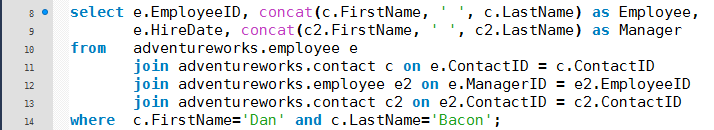 8 select e.EmployeeID, concat(c.FirstName, ' ', c.LastName) as Employee,
9 e.HireDate, concat(c2.FirstName, ' ', c2.LastName) as Manager
10 from adventureworks.employee e
11 join adventureworks.contact c on e.ContactID = c.ContactID
12 join adventureworks.employee e2 on e.ManagerID = e2.EmployeeID
13 join adventureworks.contact c2 on e2.ContactID = c2.ContactID
14 where c.FirstName='Dan' and c.LastName='Bacon';